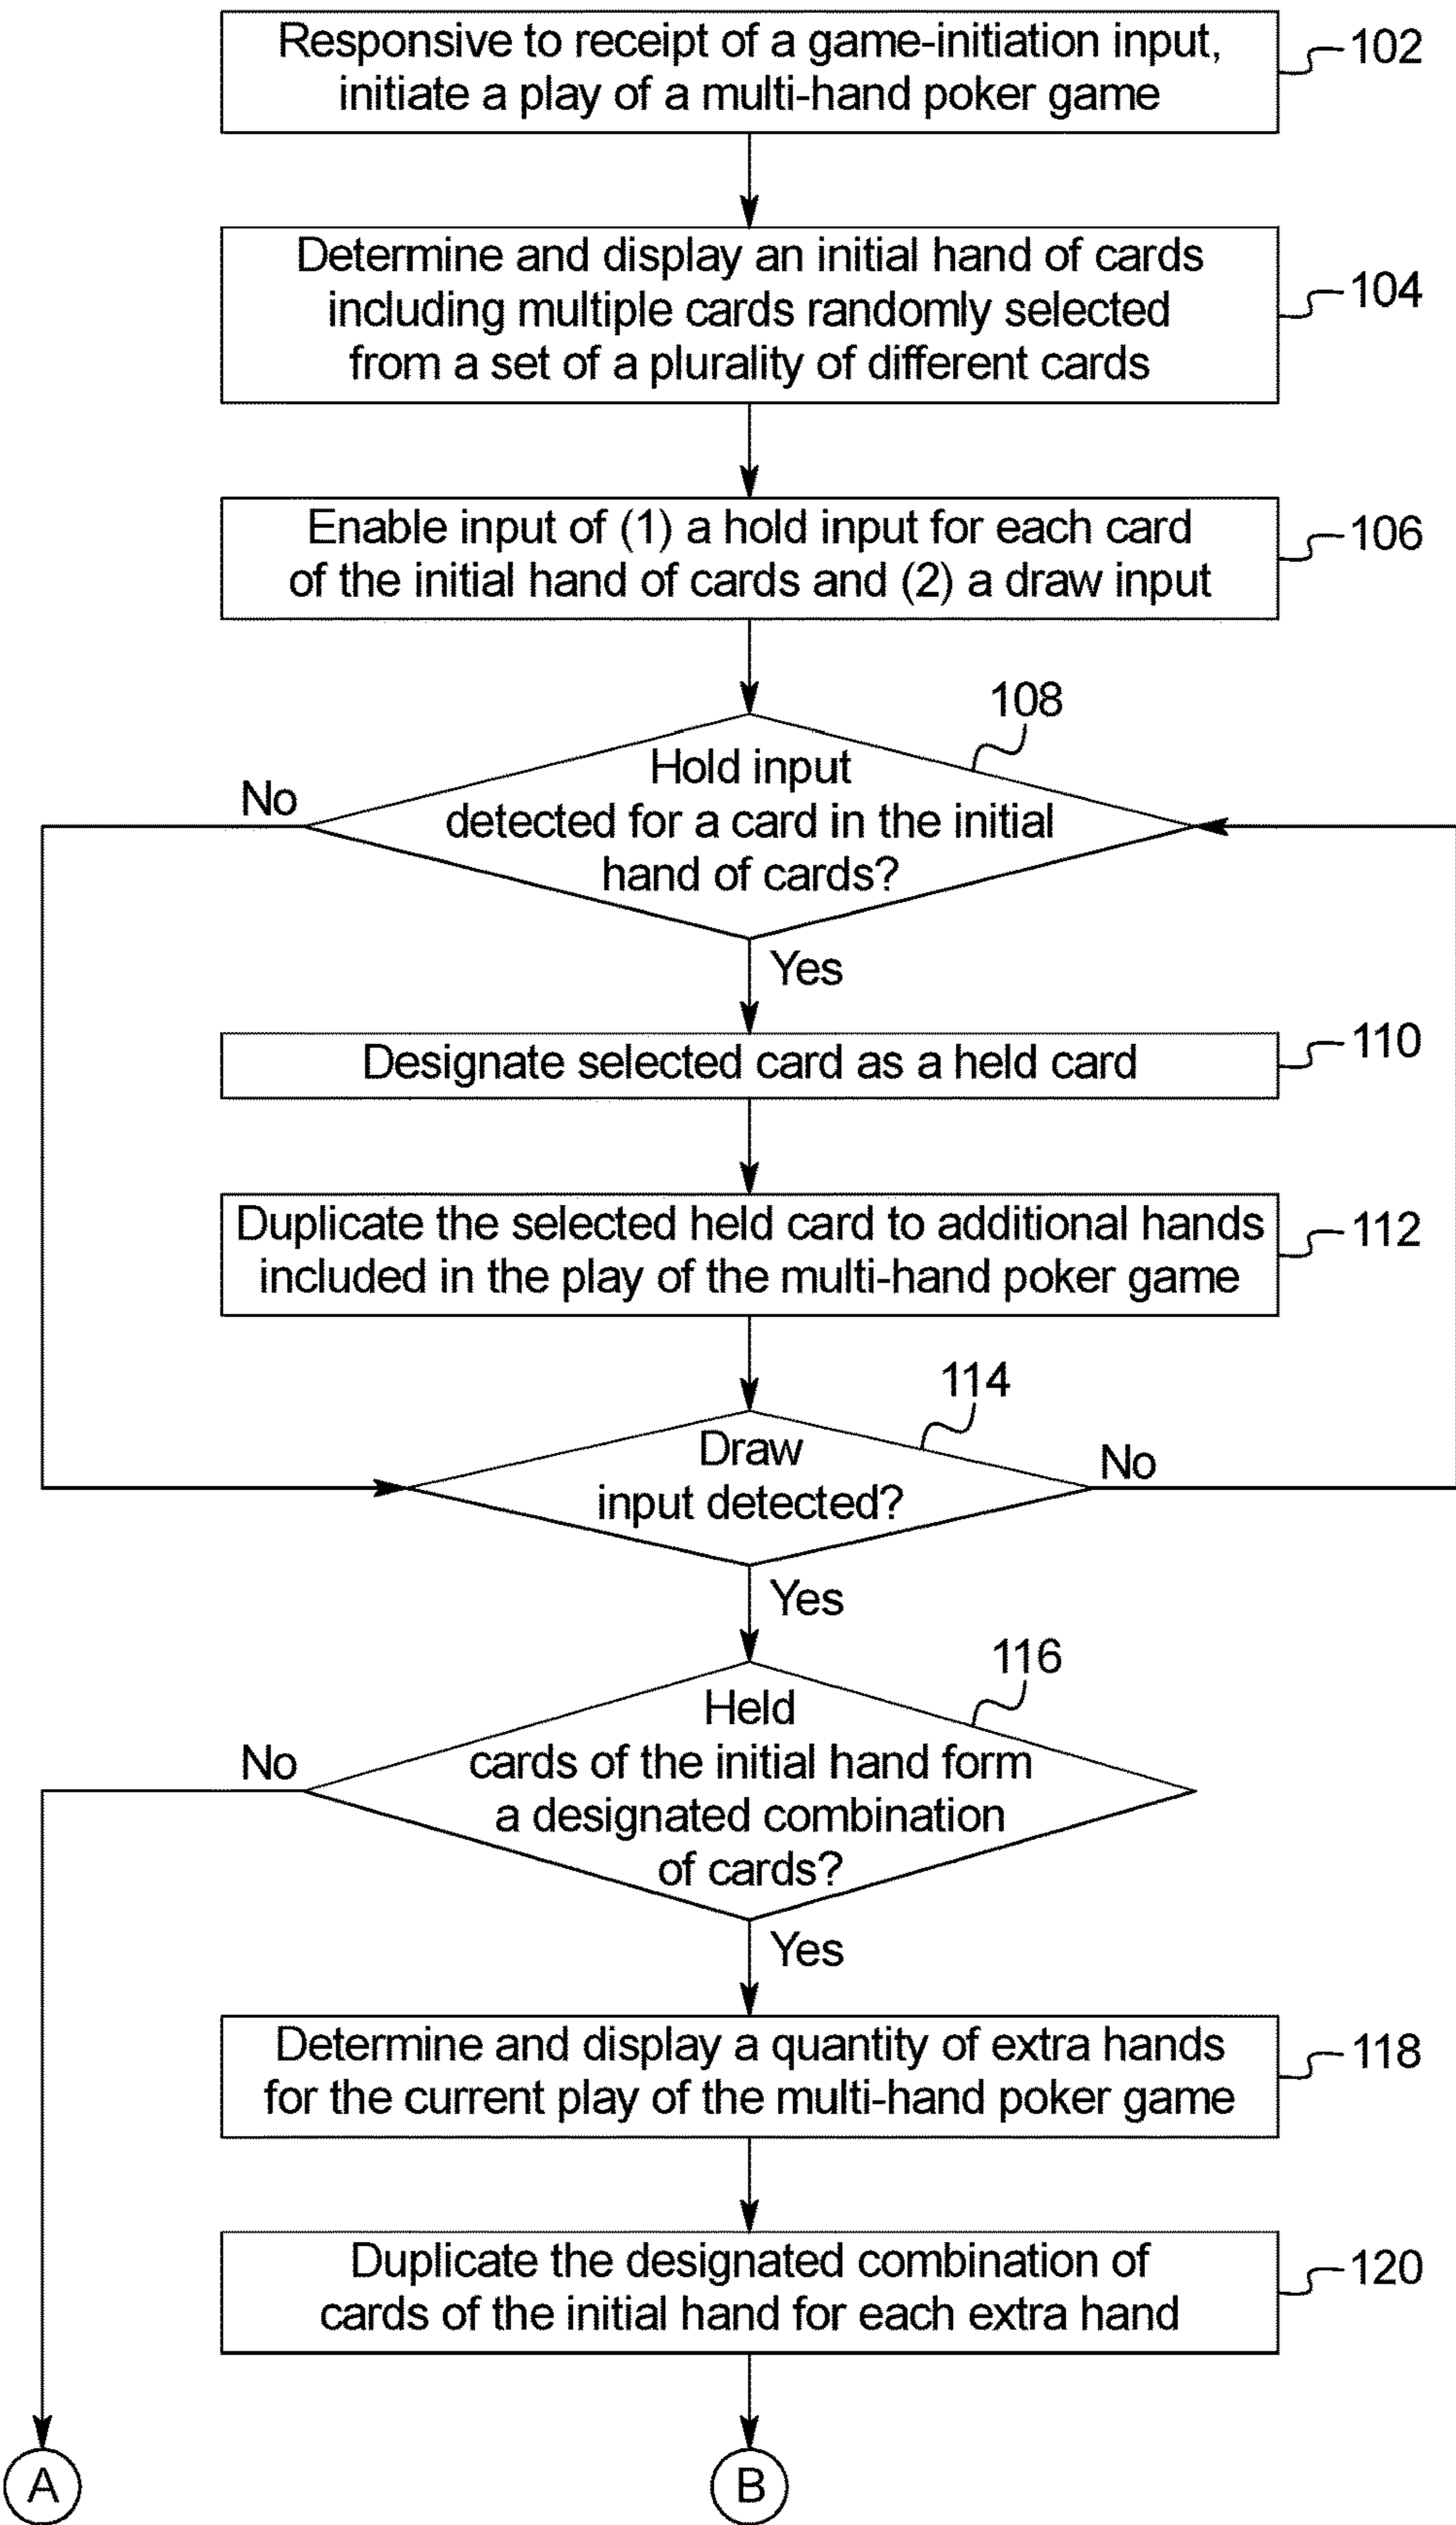 Responsive to receipt of a game-initiation input,
initiate a play of a multi-hand poker game
102
Determine and display an initial hand of cards
including multiple cards randomly selected
from a set of a plurality of different cards
104
Enable input of (1) a hold input for each card
of the initial hand of cards and (2) a draw input
106
108
Hold input
detected for a card in the initial
hand of cards?
No
Yes
Designate selected card as a held card
110
Duplicate the selected held card to additional hands
included in the play of the multi-hand poker game
112
114
Draw
input detected?
No
Yes
116
Held
cards of the initial hand form
a designated combination
of cards?
No
Yes
Determine and display a quantity of extra hands
for the current play of the multi-hand poker game
118
Duplicate the designated combination of
cards of the initial hand for each extra hand
120
A
B